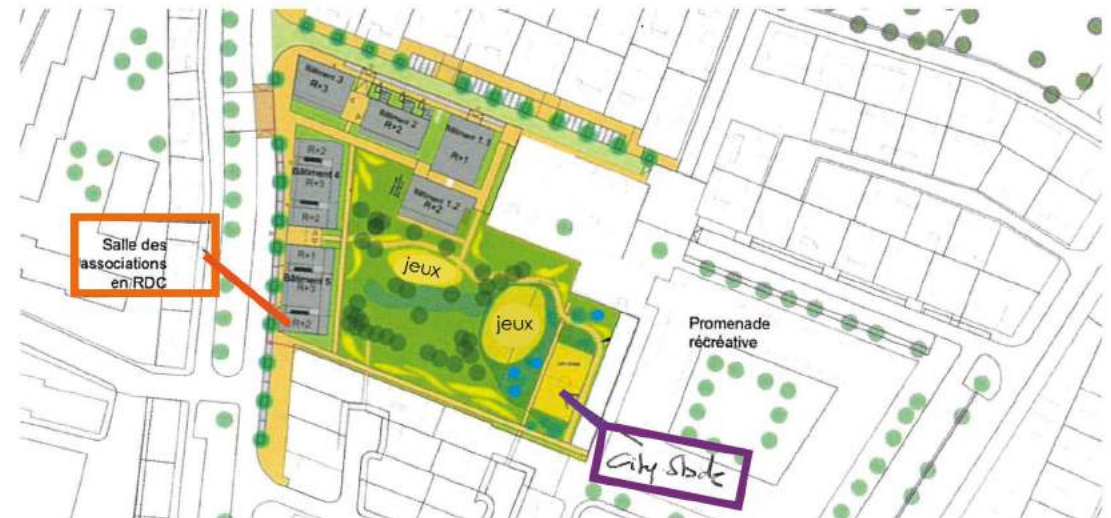 Bâtiment 3
R+3
Bâtiment 2
R+2
Bâtiment 1.1
R+1
R+2
Bâtiment 4
R+3
R+2
Bâtiment 1.2
R+2
Salle des
associations
en RDC
R+1
Bâtiment 5
R+3
R+2
jeux
jeux
Promenade
récréative
City Stade